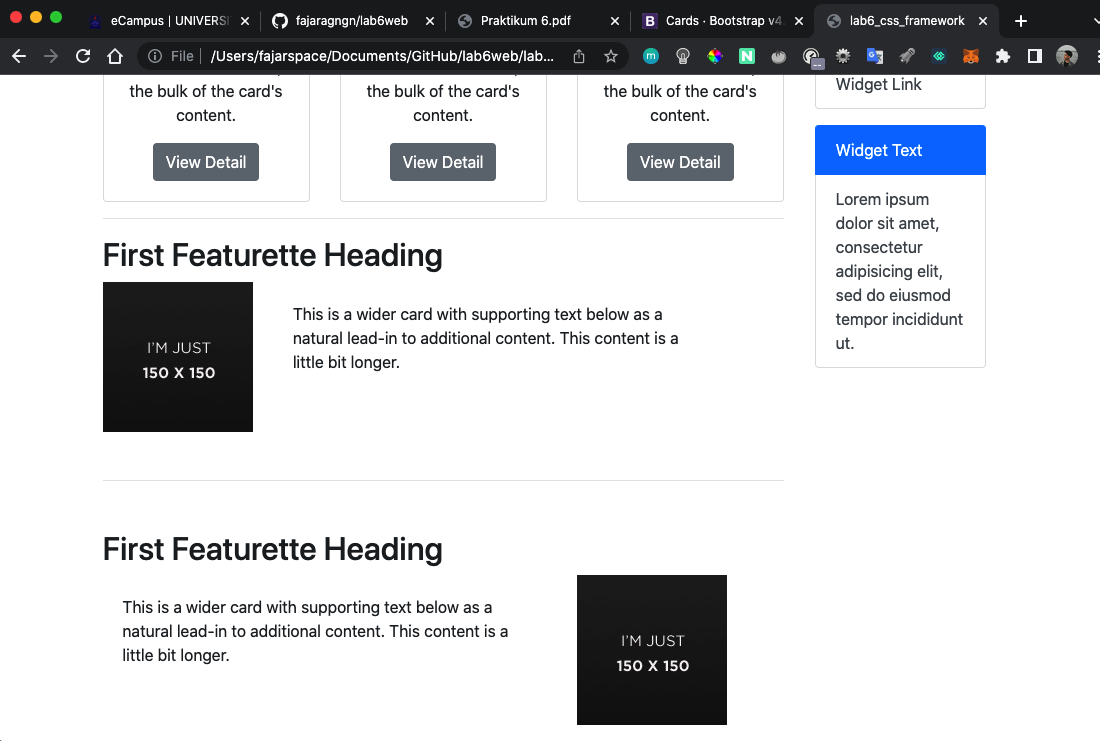 eCampus | UNIVERSI
fajaragngn/lab6web
Praktikum 6.pdf
Cards · Bootstrap v4.
lab6_css_framework
File
/Users/fajarspace/Documents/GitHub/lab6web/lab...
the bulk of the card's
content.
View Detail
the bulk of the card's
content.
View Detail
the bulk of the card's
content.
View Detail
Widget Link
Widget Text
Lorem ipsum
dolor sit amet,
consectetur
adipisicing elit,
sed do eiusmod
tempor incididunt
ut.
First Featurette Heading
I'M JUST
150 X 150
This is a wider card with supporting text below as a
natural lead-in to additional content. This content is a
little bit longer.
First Featurette Heading
This is a wider card with supporting text below as a
natural lead-in to additional content. This content is a
little bit longer.
I'M JUST
150 X 150